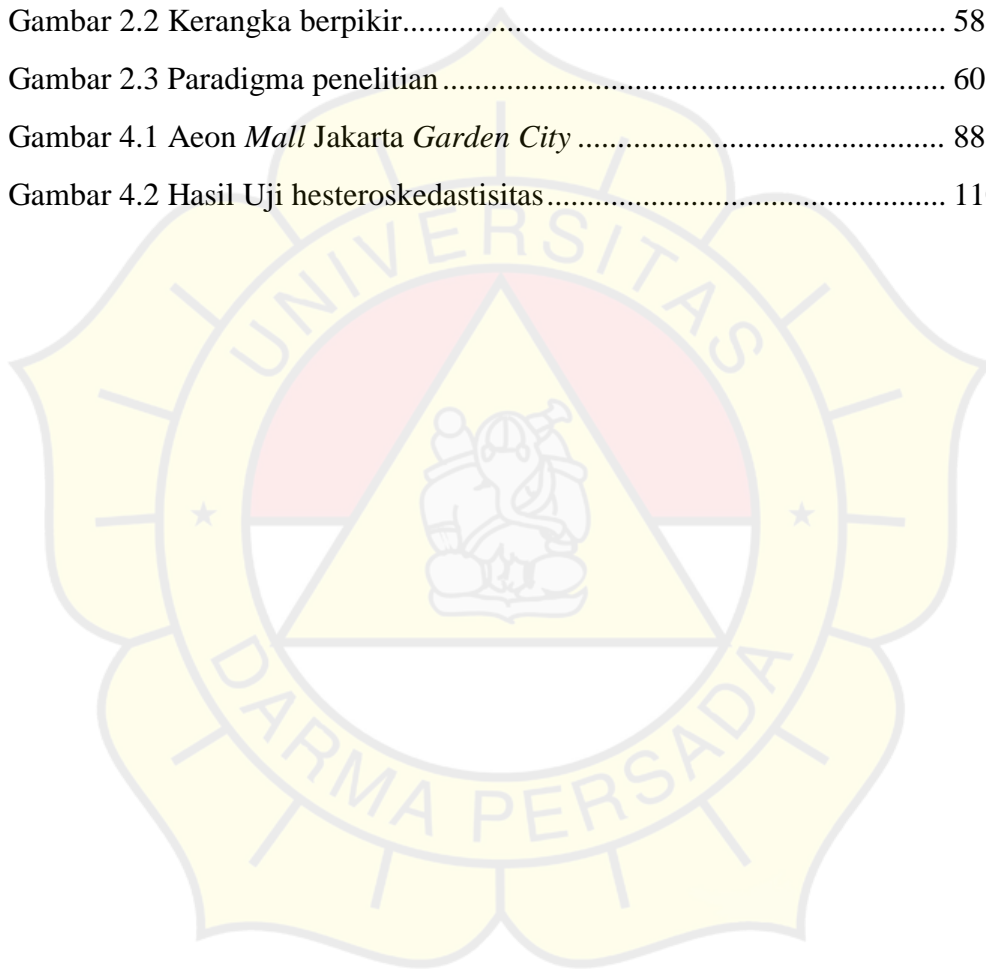 Gambar 2.2 Kerangka berpikir.................................................................... 58
Gambar 2.3 Paradigma penelitian............................................................... 60
Gambar 4.1 Aeon Mall Jakarta Garden City .............................................. 88
Gambar 4.2 Hasil Uji hesteroskedastisitas.................................................. 11
UNIVERSITAS
DARMA PERSADA